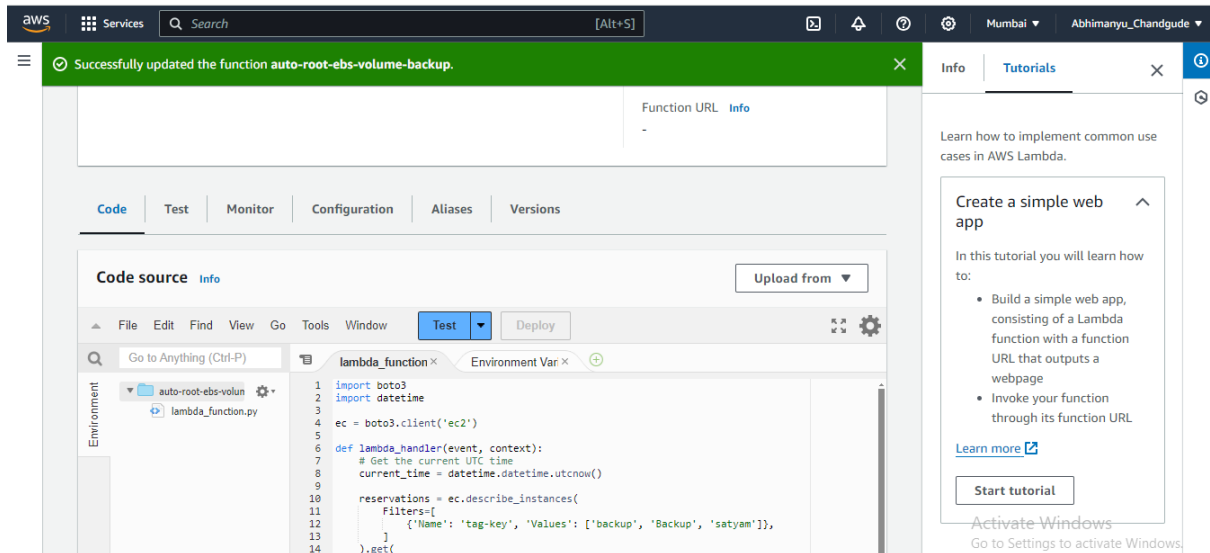 aws Services Search [Alt+S] Mumbai ▼ Abhimanyu_Chandgude ▼
Successfully updated the function auto-root-ebs-volume-backup.
Function URL Info
-
Code Test Monitor Configuration Aliases Versions
Code source Info
Upload from ▼
File Edit Find View Go Tools Window Test Deploy
Go to Anything (Ctrl-P)
lambda_function × Environment Vari ×
Environment
auto-root-ebs-volun
lambda_function.py
1 import boto3
2 import datetime
3
4 ec = boto3.client('ec2')
5
6 def lambda_handler(event, context):
7 # Get the current UTC time
8 current_time = datetime.datetime.utcnow()
9
10 reservations = ec.describe_instances(
11 Filters=[
12 {'Name': 'tag-key', 'Values': ['backup', 'Backup', 'satyam']},
13 ]
14 ).get(
Info Tutorials
Learn how to implement common use
cases in AWS Lambda.
Create a simple web
app
In this tutorial you will learn how
to:
• Build a simple web app,
consisting of a Lambda
function with a function
URL that outputs a
webpage
• Invoke your function
through its function URL
Learn more
Start tutorial
Activate Windows
Go to Settings to activate Windows.